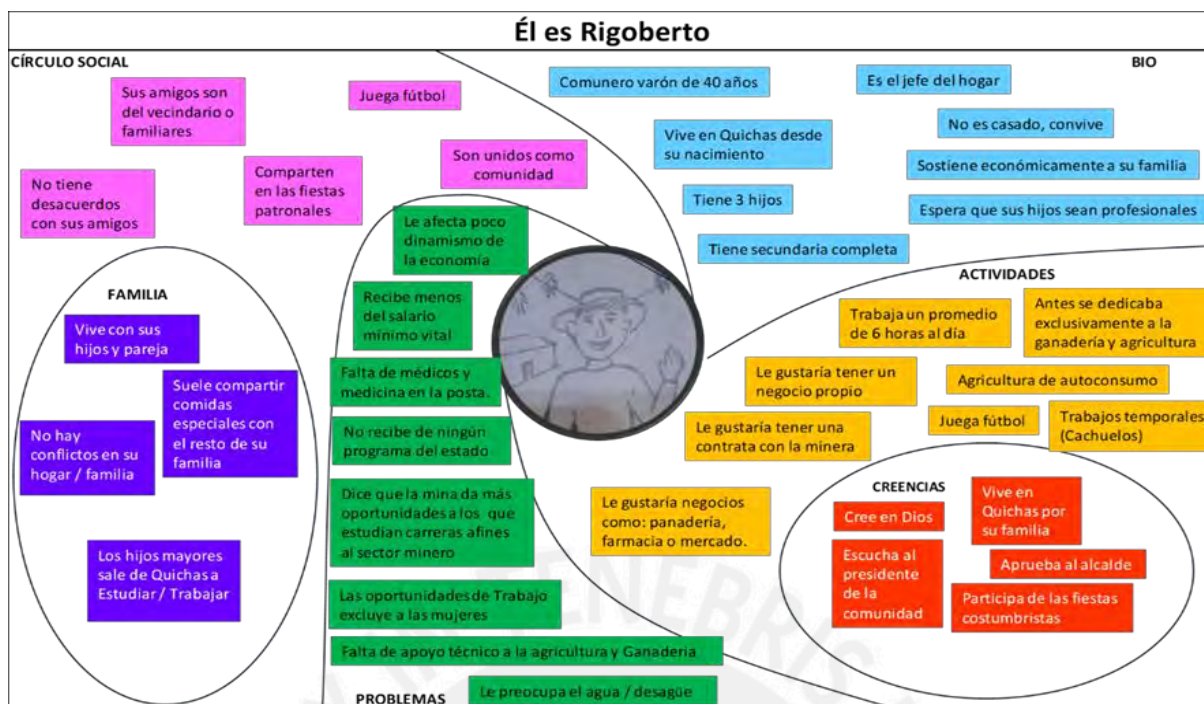 Él es Rigoberto
CÍRCULO SOCIAL
Sus amigos son
del vecindario o
familiares
Juega fútbol
No tiene
desacuerdos
con sus amigos
Comparten
en las fiestas
patronales
Son unidos como
comunidad
BIO
Comunero varón de 40 años
Es el jefe del hogar
Vive en Quichas desde
su nacimiento
No es casado, convive
Sostiene económicamente a su familia
Tiene 3 hijos
Espera que sus hijos sean profesionales
Tiene secundaria completa
FAMILIA
Vive con sus
hijos y pareja
Suele compartir
comidas
especiales con
el resto de su
familia
No hay
conflictos en su
hogar / familia
Los hijos mayores
sale de Quichas a
Estudiar / Trabajar
Le afecta poco
dinamismo de
la economía
Recibe menos
del salario
mínimo vital
Falta de médicos y
medicina en la posta.
No recibe de ningún
programa del estado
Dice que la mina da más
oportunidades a los que
estudian carreras afines
al sector minero
Las oportunidades de Trabajo
excluye a las mujeres
Falta de apoyo técnico a la agricultura y Ganaderia
PROBLEMAS
Le preocupa el agua / desagüe
ACTIVIDADES
Trabaja un promedio
de 6 horas al día
Antes se dedicaba
exclusivamente a la
ganadería y agricultura
Le gustaría tener un
negocio propio
Agricultura de autoconsumo
Le gustaría tener una
contrata con la minera
Juega fútbol
Trabajos temporales
(Cachuelos)
Le gustaría negocios
como: panadería,
farmacia o mercado.
CREENCIAS
Cree en Dios
Vive en
Quichas por
su familia
Escucha al
presidente
de la
comunidad
Aprueba al alcalde
Participa de las fiestas
costumbristas
TENEBRIS